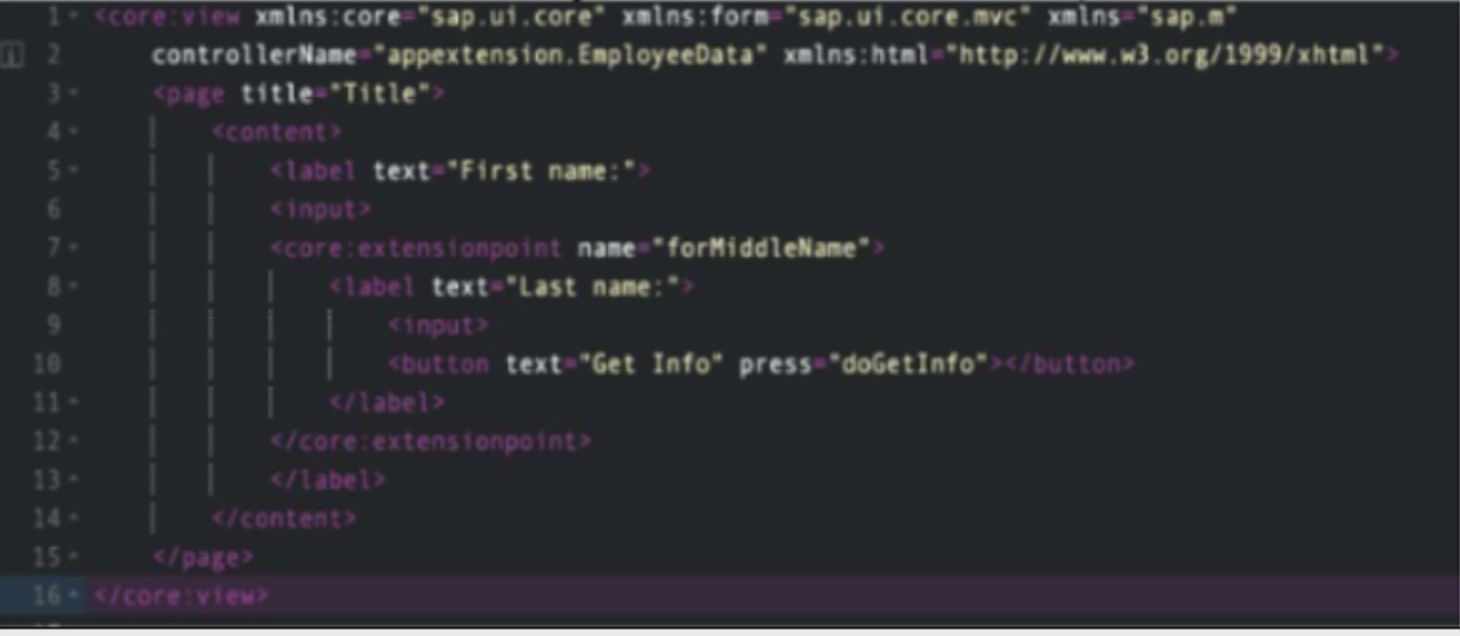 1 <core:view xmlns:core="sap.ui.core" xmlns:form="sap.ui.core.mvc" xmlns="sap.m"
2 controllerName="appextension.EmployeeData" xmlns:html="http://www.w3.org/1999/xhtml">
3 <page title="Title">
4 <content>
5 <label text="First name:">
6 <input>
7 <core:extensionpoint name="forMiddleName">
8 <label text="Last name:">
9 <input>
10 <button text="Get Info" press="doGetInfo"></button>
11 </label>
12 </core:extensionpoint>
13 </label>
14 </content>
15 </page>
16 </core:view>